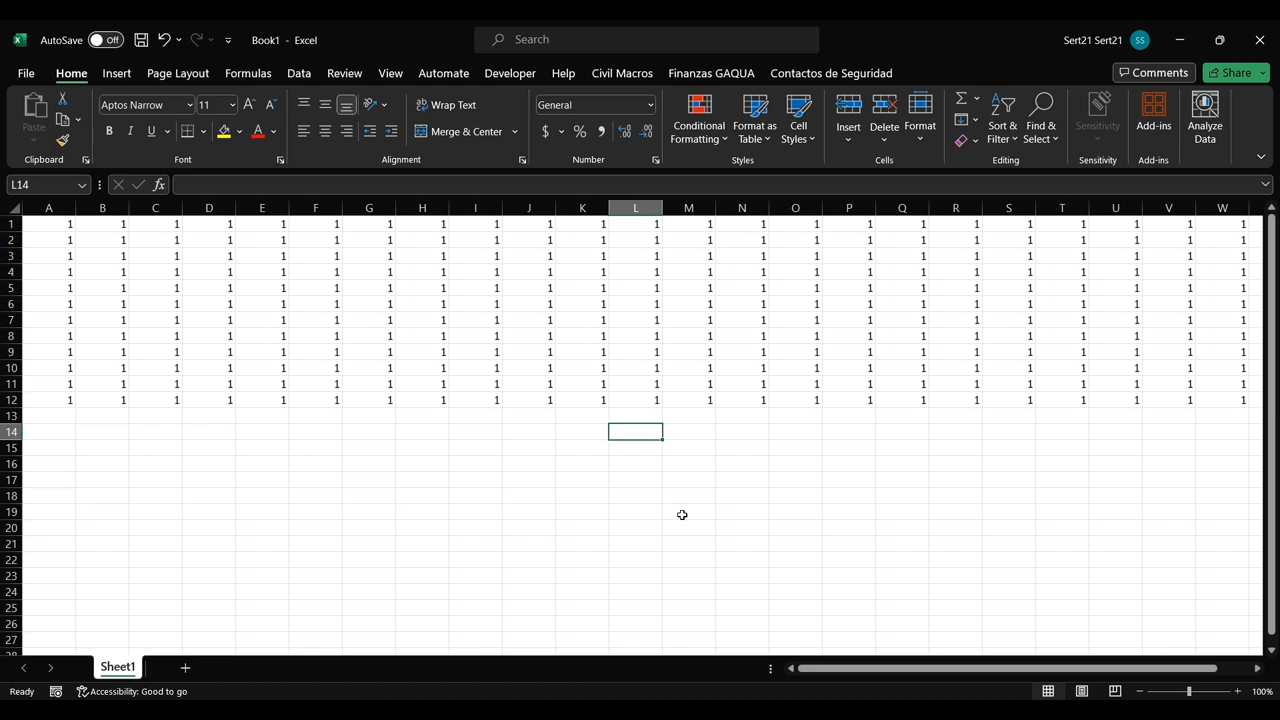 AutoSave Off Book1 - Excel Search Sert21 Sert21 SS
File Home Insert Page Layout Formulas Data Review View Automate Developer Help Civil Macros Finanzas GAQUA Contactos de Seguridad Comments Share
Paste Aptos Narrow 11 A A Wrap Text General Conditional Formatting Format as Table Cell Styles Insert Delete Format Sort & Filter Find & Select Sensitivity Add-ins Analyze Data
B I U A Merge & Center $ %
Clipboard Font Alignment Number Styles Cells Editing Sensitivity Add-ins
L14 fx
A B C D E F G H I J K L M N O P Q R S T U V W
1 1 1 1 1 1 1 1 1 1 1 1 1 1 1 1 1 1 1 1 1 1 1 1
2 1 1 1 1 1 1 1 1 1 1 1 1 1 1 1 1 1 1 1 1 1 1 1
3 1 1 1 1 1 1 1 1 1 1 1 1 1 1 1 1 1 1 1 1 1 1 1
4 1 1 1 1 1 1 1 1 1 1 1 1 1 1 1 1 1 1 1 1 1 1 1
5 1 1 1 1 1 1 1 1 1 1 1 1 1 1 1 1 1 1 1 1 1 1 1
6 1 1 1 1 1 1 1 1 1 1 1 1 1 1 1 1 1 1 1 1 1 1 1
7 1 1 1 1 1 1 1 1 1 1 1 1 1 1 1 1 1 1 1 1 1 1 1
8 1 1 1 1 1 1 1 1 1 1 1 1 1 1 1 1 1 1 1 1 1 1 1
9 1 1 1 1 1 1 1 1 1 1 1 1 1 1 1 1 1 1 1 1 1 1 1
10 1 1 1 1 1 1 1 1 1 1 1 1 1 1 1 1 1 1 1 1 1 1 1
11 1 1 1 1 1 1 1 1 1 1 1 1 1 1 1 1 1 1 1 1 1 1 1
12 1 1 1 1 1 1 1 1 1 1 1 1 1 1 1 1 1 1 1 1 1 1 1
13
14
15
16
17
18
19
20
21
22
23
24
25
26
27
Sheet1
Ready Accessibility: Good to go 100%